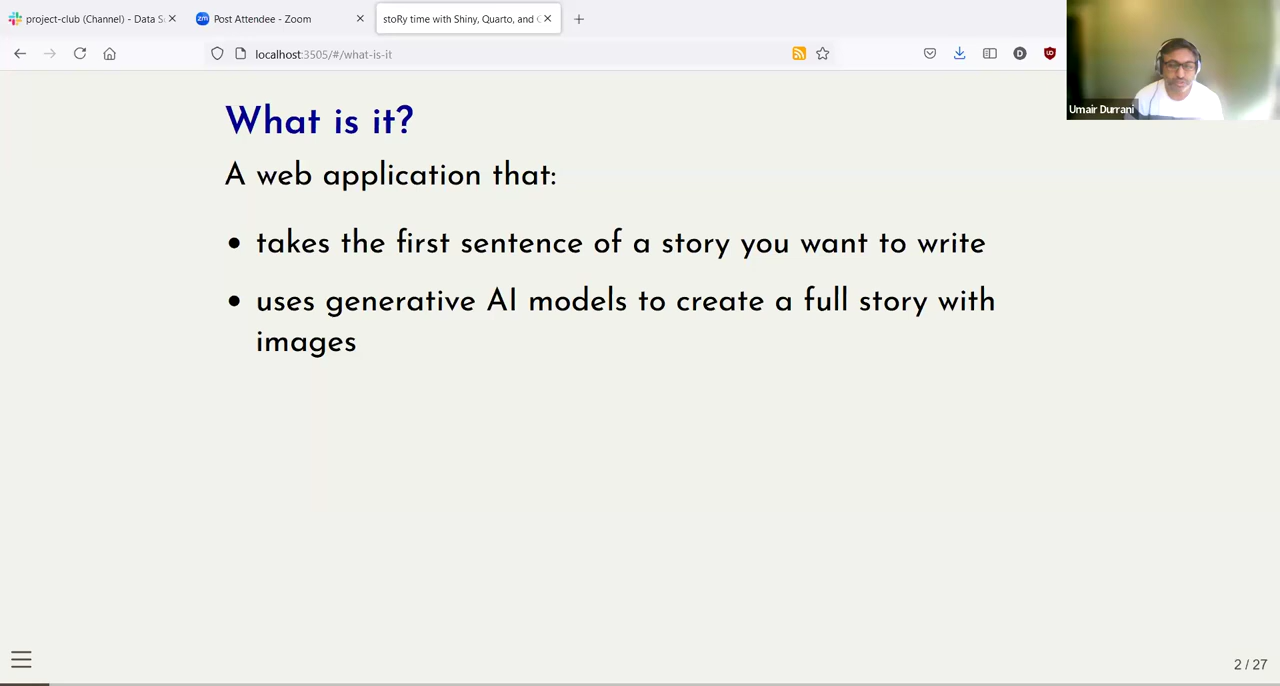 project-club (Channel) - Data S
Post Attendee - Zoom
stoRy time with Shiny, Quarto, and
localhost:3505/#/what-is-it
Umair Durrani
What is it?
A web application that:
• takes the first sentence of a story you want to write
• uses generative AI models to create a full story with
images
2 / 27